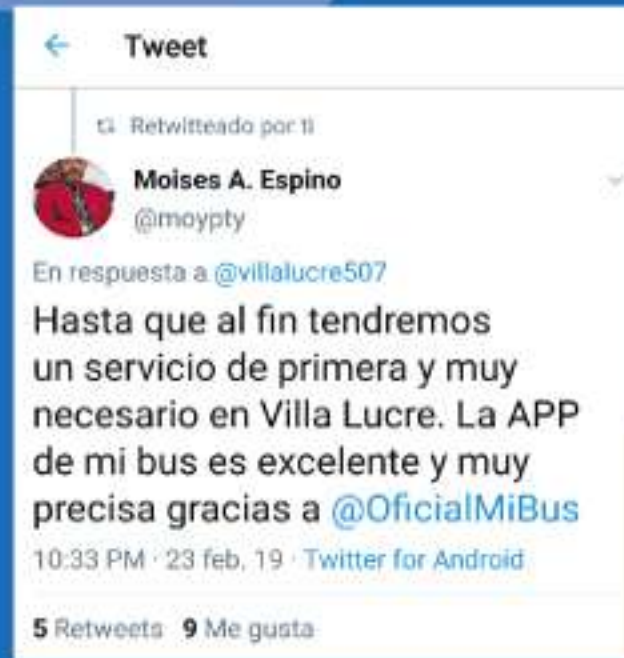 Tweet
Retwitteado por ti
Moises A. Espino
@moypty
En respuesta a @villalucre507
Hasta que al fin tendremos
un servicio de primera y muy
necesario en Villa Lucre. La APP
de mi bus es excelente y muy
precisa gracias a @OficialMiBus
10:33 PM · 23 feb. 19 · Twitter for Android
5 Retweets 9 Me gusta